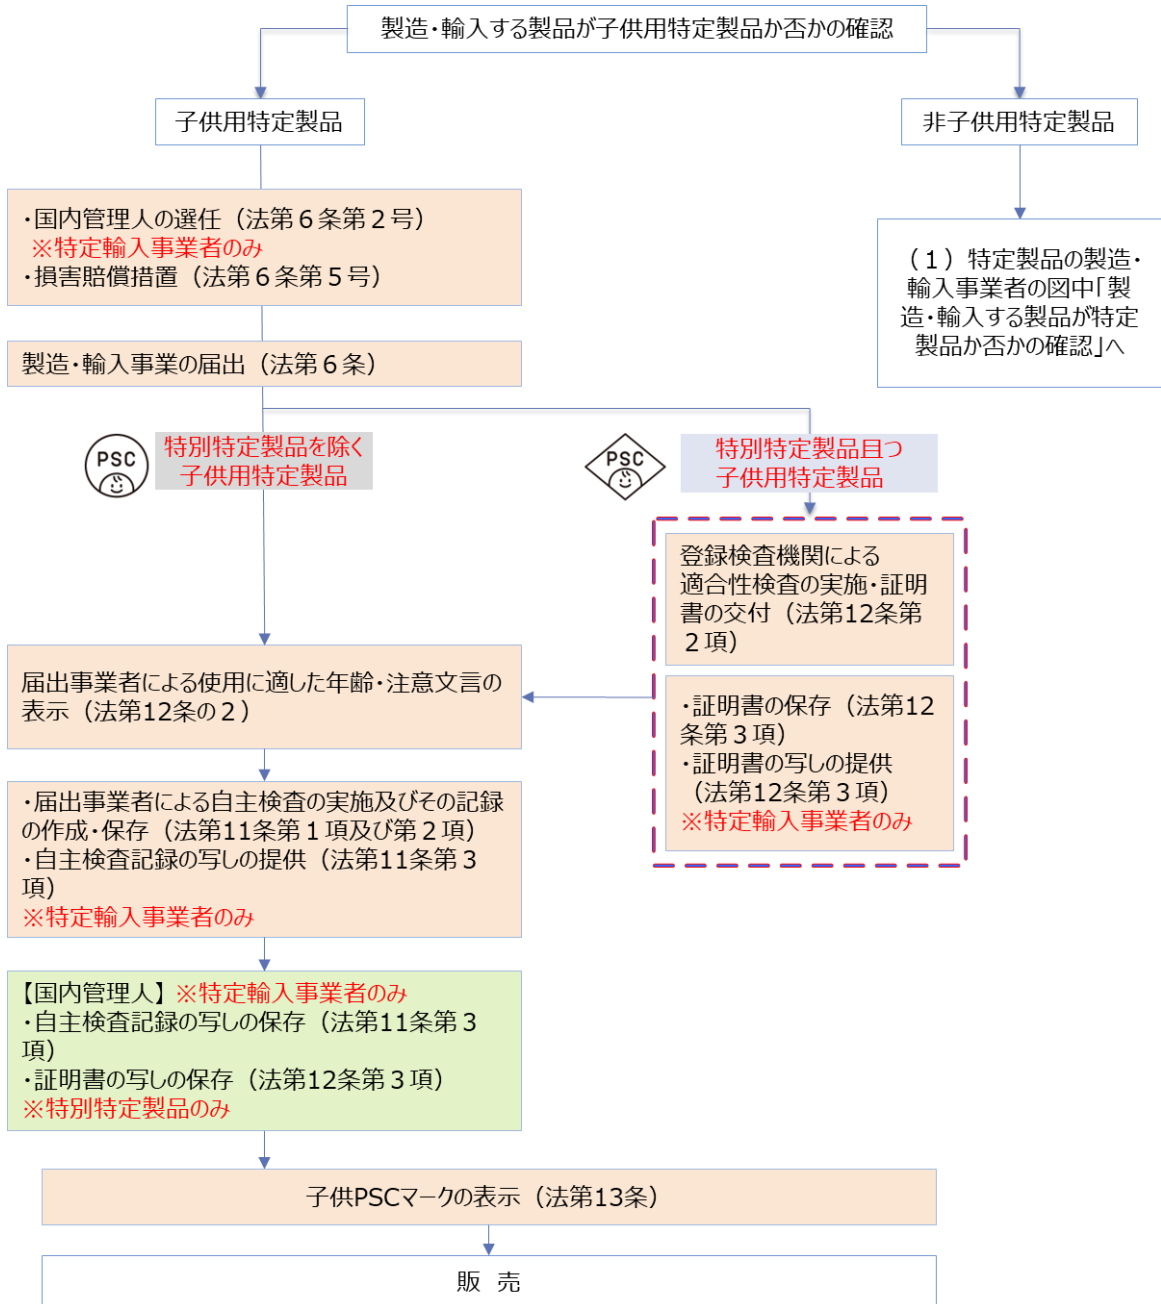 製造・輸入する製品が子供用特定製品か否かの確認
子供用特定製品
非子供用特定製品
・国内管理人の選任（法第６条第２号）
※特定輸入事業者のみ
・損害賠償措置（法第６条第５号）
（１）特定製品の製造・
輸入事業者の図中「製
造・輸入する製品が特定
製品か否かの確認」へ
製造・輸入事業の届出（法第６条）
PSC
特別特定製品を除く
子供用特定製品
PSC
特別特定製品且つ
子供用特定製品
登録検査機関による
適合性検査の実施・証明
書の交付（法第12条第
２項）
届出事業者による使用に適した年齢・注意文言の
表示（法第12条の２）
・証明書の保存（法第12
条第３項）
・証明書の写しの提供
（法第12条第３項）
※特定輸入事業者のみ
・届出事業者による自主検査の実施及びその記録
の作成・保存（法第11条第１項及び第２項）
・自主検査記録の写しの提供（法第11条第３
項）
※特定輸入事業者のみ
【国内管理人】※特定輸入事業者のみ
・自主検査記録の写しの保存（法第11条第３
項）
・証明書の写しの保存（法第12条第３項）
※特別特定製品のみ
子供PSCマークの表示（法第13条）
販 売